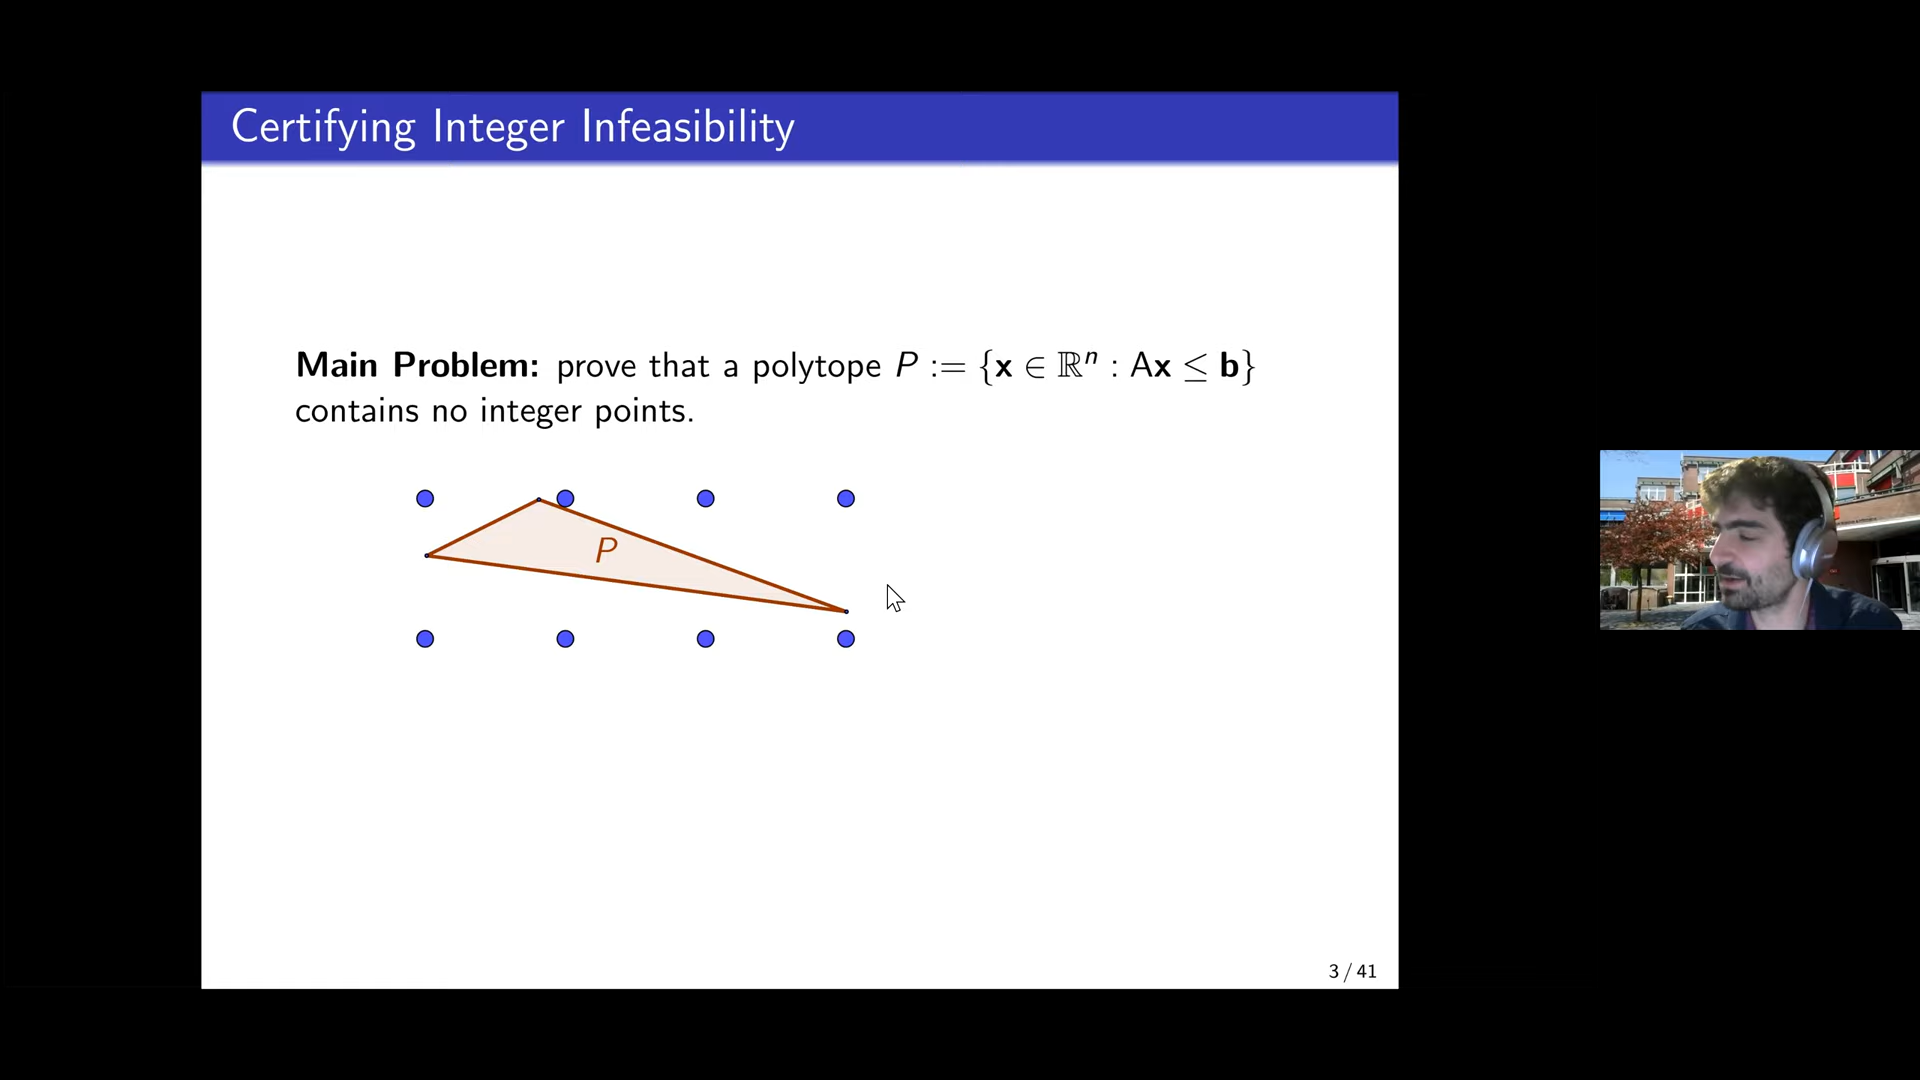 Certifying Integer Infeasibility
Main Problem: prove that a polytope P := {x ∈ ℝⁿ : Ax ≤ b}
contains no integer points.
P
3 / 41